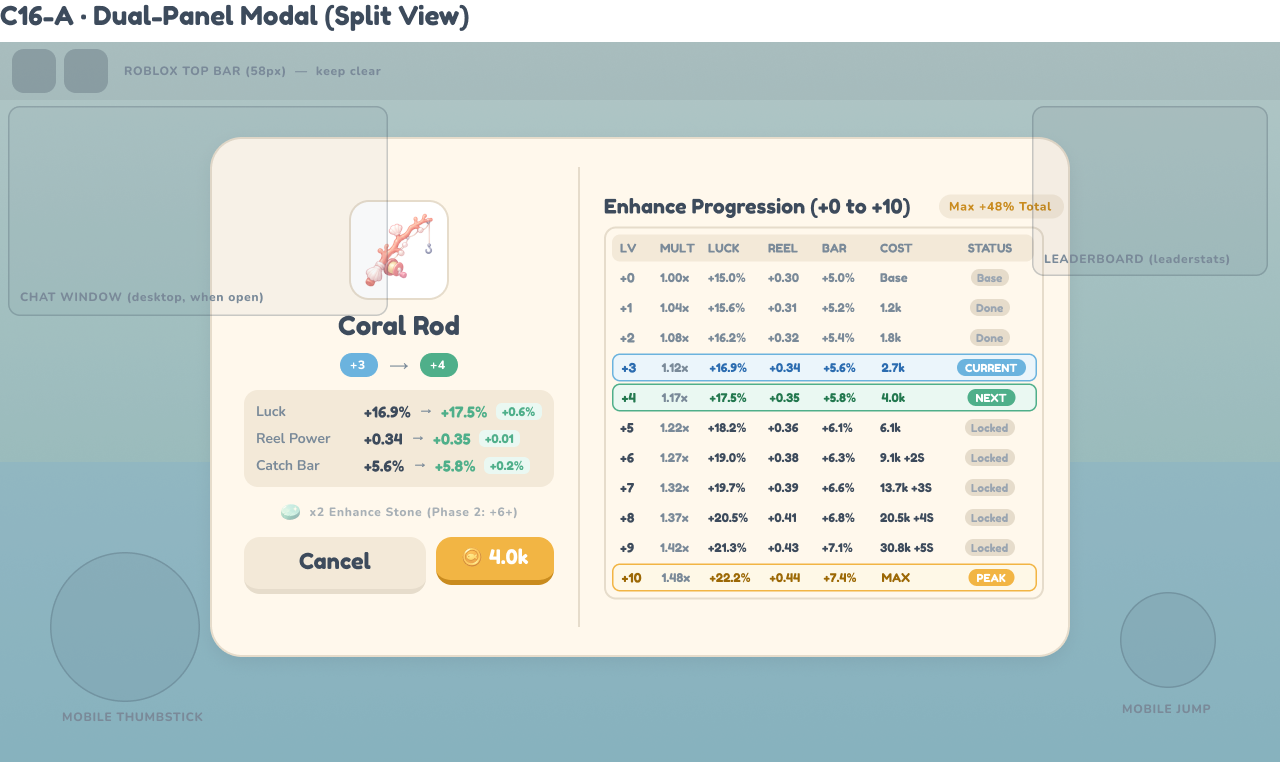 C16-A · Dual-Panel Modal (Split View)
ROBLOX TOP BAR (58px) — keep clear
CHAT WINDOW (desktop, when open)
LEADERBOARD (leaderstats)
Coral Rod
+3 → +4
Luck +16.9% → +17.5% +0.6%
Reel Power +0.34 → +0.35 +0.01
Catch Bar +5.6% → +5.8% +0.2%
x2 Enhance Stone (Phase 2: +6+)
Cancel 4.0k
Enhance Progression (+0 to +10) Max +48% Total
LV MULT LUCK REEL BAR COST STATUS
+0 1.00x +15.0% +0.30 +5.0% Base Base
+1 1.04x +15.6% +0.31 +5.2% 1.2k Done
+2 1.08x +16.2% +0.32 +5.4% 1.8k Done
+3 1.12x +16.9% +0.34 +5.6% 2.7k CURRENT
+4 1.17x +17.5% +0.35 +5.8% 4.0k NEXT
+5 1.22x +18.2% +0.36 +6.1% 6.1k Locked
+6 1.27x +19.0% +0.38 +6.3% 9.1k +2S Locked
+7 1.32x +19.7% +0.39 +6.6% 13.7k +3S Locked
+8 1.37x +20.5% +0.41 +6.8% 20.5k +4S Locked
+9 1.42x +21.3% +0.43 +7.1% 30.8k +5S Locked
+10 1.48x +22.2% +0.44 +7.4% MAX PEAK
MOBILE THUMBSTICK
MOBILE JUMP